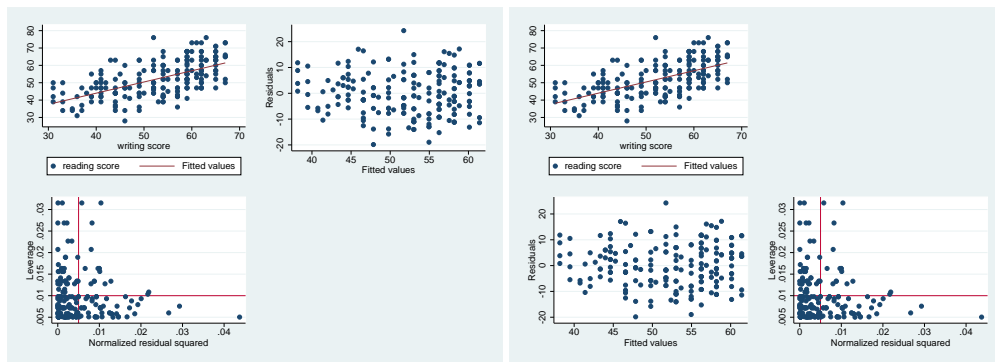 80
70
60
50
40
30
30 40 50 60 70
writing score
reading score Fitted values
20
10
0
-10
-20
Residuals
40 45 50 55 60
Fitted values
.03
.025
.02
.015
.01
.005
Leverage
0 .01 .02 .03 .04
Normalized residual squared
80
70
60
50
40
30
30 40 50 60 70
writing score
reading score Fitted values
20
10
0
-10
-20
Residuals
40 45 50 55 60
Fitted values
.03
.025
.02
.015
.01
.005
Leverage
0 .01 .02 .03 .04
Normalized residual squared